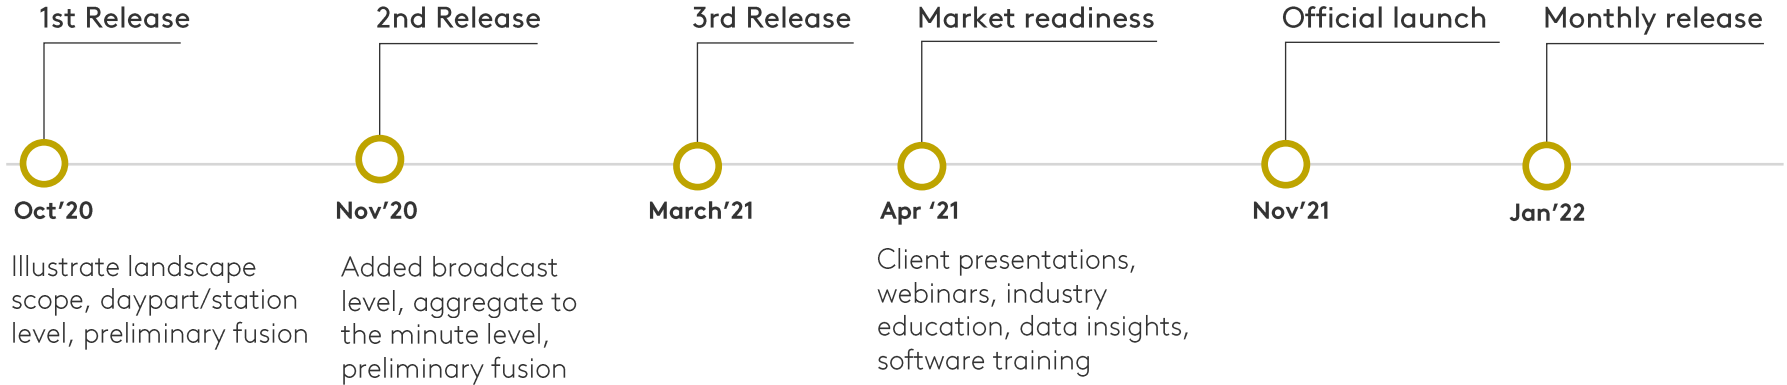 1st Release
2nd Release
3rd Release
Market readiness
Official launch
Monthly release
Oct’20
Nov’20
March’21
Apr ‘21
Nov’21
Jan’22
Illustrate landscape
scope, daypart/station
level, preliminary fusion
Added broadcast
level, aggregate to
the minute level,
preliminary fusion
Client presentations,
webinars, industry
education, data insights,
software training